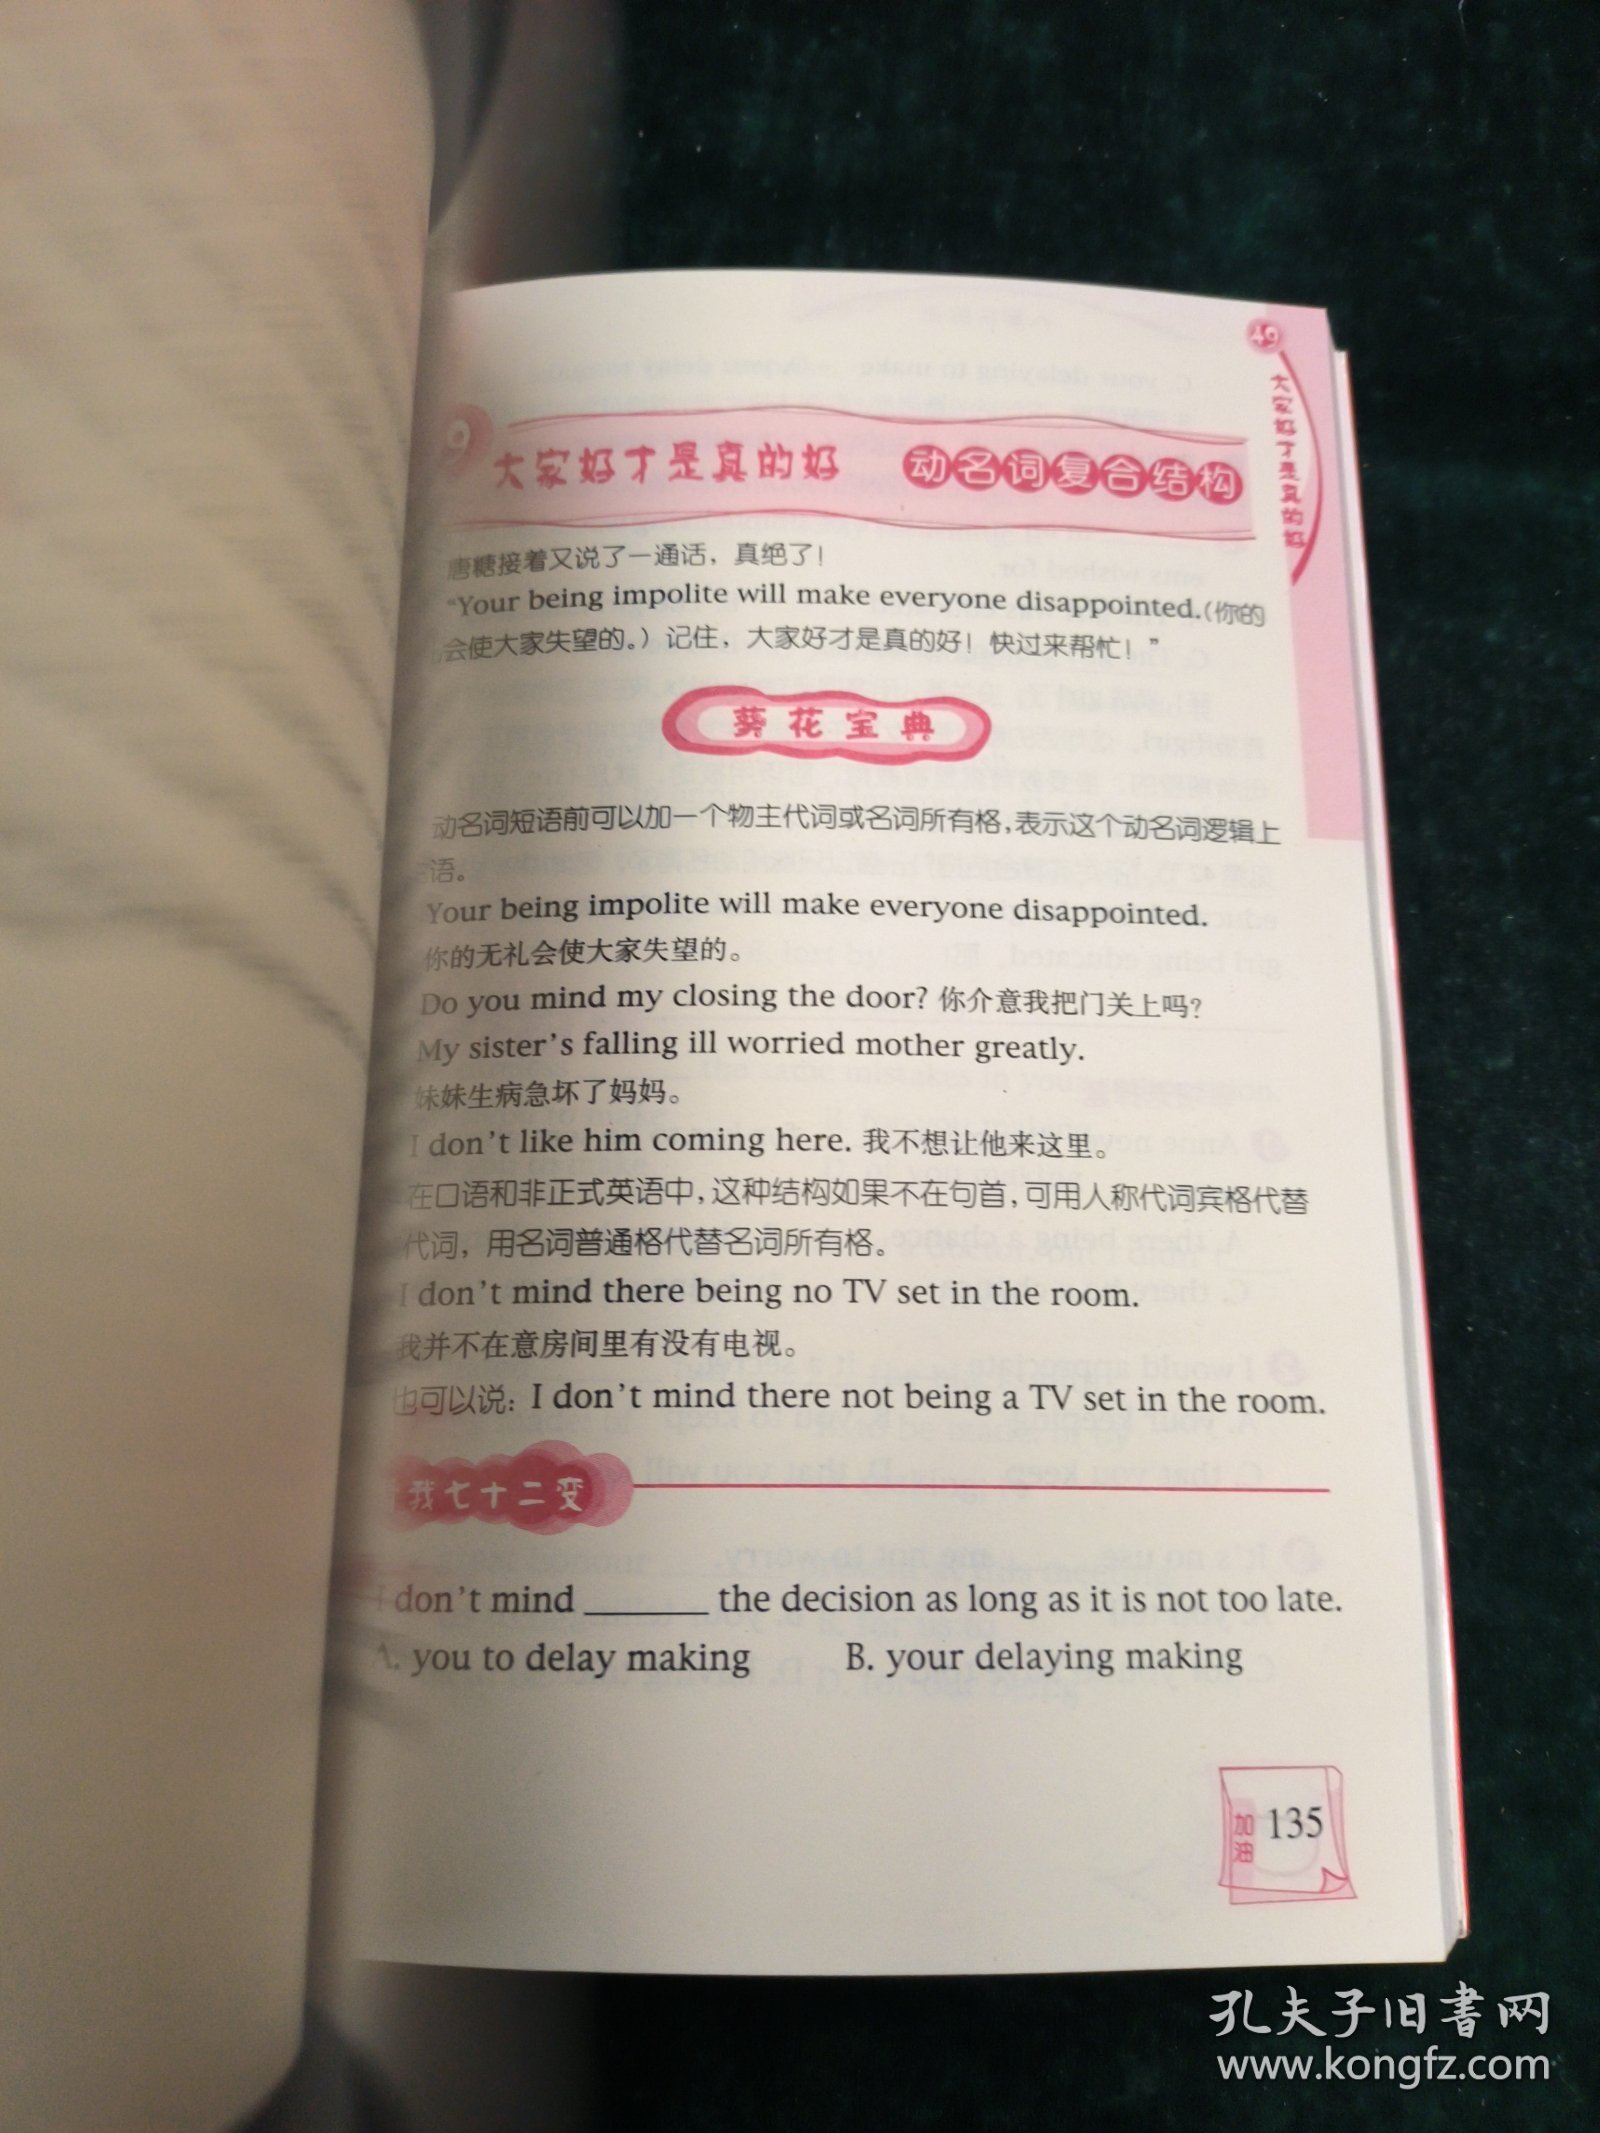 49
大家好才是真的好
9 大家好才是真的好 动名词复合结构
唐糖接着又说了一通话，真绝了！
“Your being impolite will make everyone disappointed.(你的
会使大家失望的。）记住，大家好才是真的好！快过来帮忙！”
葵花宝典
动名词短语前可以加一个物主代词或名词所有格，表示这个动名词逻辑上
语。
Your being impolite will make everyone disappointed.
你的无礼会使大家失望的。
Do you mind my closing the door? 你介意我把门关上吗？
My sister's falling ill worried mother greatly.
妹妹生病急坏了妈妈。
I don't like him coming here. 我不想让他来这里。
在口语和非正式英语中，这种结构如果不在句首，可用人称代词宾格代替
代词，用名词普通格代替名词所有格。
I don't mind there being no TV set in the room.
我并不在意房间里有没有电视。
也可以说：I don't mind there not being a TV set in the room.
我七十二变
I don't mind _______ the decision as long as it is not too late.
A. you to delay making B. your delaying making
加油 135
孔夫子旧书网
www.kongfz.com